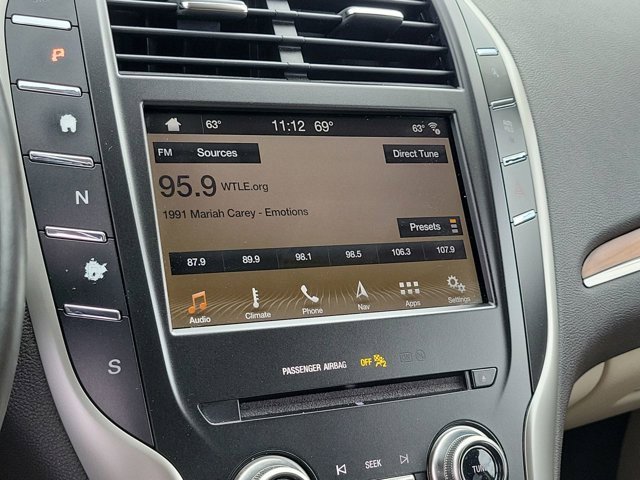 P
N
S
63° 11:12 69° 63°
FM Sources Direct Tune
95.9 WTLE.org
1991 Mariah Carey - Emotions
Presets
87.9 89.9 98.1 98.5 106.3 107.9
Audio Climate Phone Nav Apps Settings
PASSENGER AIRBAG OFF 2
SEEK TUNE